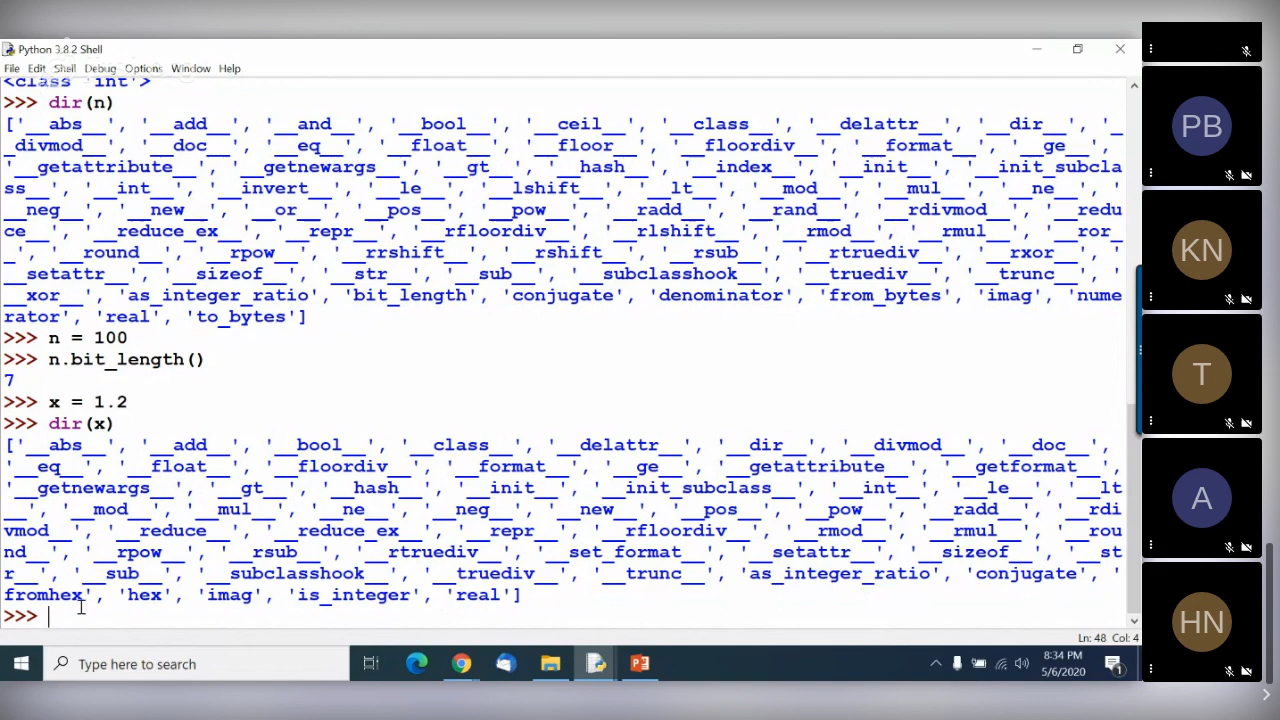 Python 3.8.2 Shell
File Edit Shell Debug Options Window Help
<class 'int'>
>>> dir(n)
['__abs__', '__add__', '__and__', '__bool__', '__ceil__', '__class__', '__delattr__', '__dir__', '_
_divmod__', '__doc__', '__eq__', '__float__', '__floor__', '__floordiv__', '__format__', '__ge__',
'__getattribute__', '__getnewargs__', '__gt__', '__hash__', '__index__', '__init__', '__init_subcla
ss__', '__int__', '__invert__', '__le__', '__lshift__', '__lt__', '__mod__', '__mul__', '__ne__', '
__neg__', '__new__', '__or__', '__pos__', '__pow__', '__radd__', '__rand__', '__rdivmod__', '__redu
ce__', '__reduce_ex__', '__repr__', '__rfloordiv__', '__rlshift__', '__rmod__', '__rmul__', '__ror_
_', '__round__', '__rpow__', '__rrshift__', '__rshift__', '__rsub__', '__rtruediv__', '__rxor__', '
__setattr__', '__sizeof__', '__str__', '__sub__', '__subclasshook__', '__truediv__', '__trunc__', '
__xor__', 'as_integer_ratio', 'bit_length', 'conjugate', 'denominator', 'from_bytes', 'imag', 'nume
rator', 'real', 'to_bytes']
>>> n = 100
>>> n.bit_length()
7
>>> x = 1.2
>>> dir(x)
['__abs__', '__add__', '__bool__', '__class__', '__delattr__', '__dir__', '__divmod__', '__doc__',
'__eq__', '__float__', '__floordiv__', '__format__', '__ge__', '__getattribute__', '__getformat__',
'__getnewargs__', '__gt__', '__hash__', '__init__', '__init_subclass__', '__int__', '__le__', '__lt
__', '__mod__', '__mul__', '__ne__', '__neg__', '__new__', '__pos__', '__pow__', '__radd__', '__rdi
vmod__', '__reduce__', '__reduce_ex__', '__repr__', '__rfloordiv__', '__rmod__', '__rmul__', '__rou
nd__', '__rpow__', '__rsub__', '__rtruediv__', '__set_format__', '__setattr__', '__sizeof__', '__st
r__', '__sub__', '__subclasshook__', '__truediv__', '__trunc__', 'as_integer_ratio', 'conjugate', '
fromhex', 'hex', 'imag', 'is_integer', 'real']
>>>
Ln: 48 Col: 4
Type here to search
8:34 PM
5/6/2020
1
PB
KN
T
A
HN